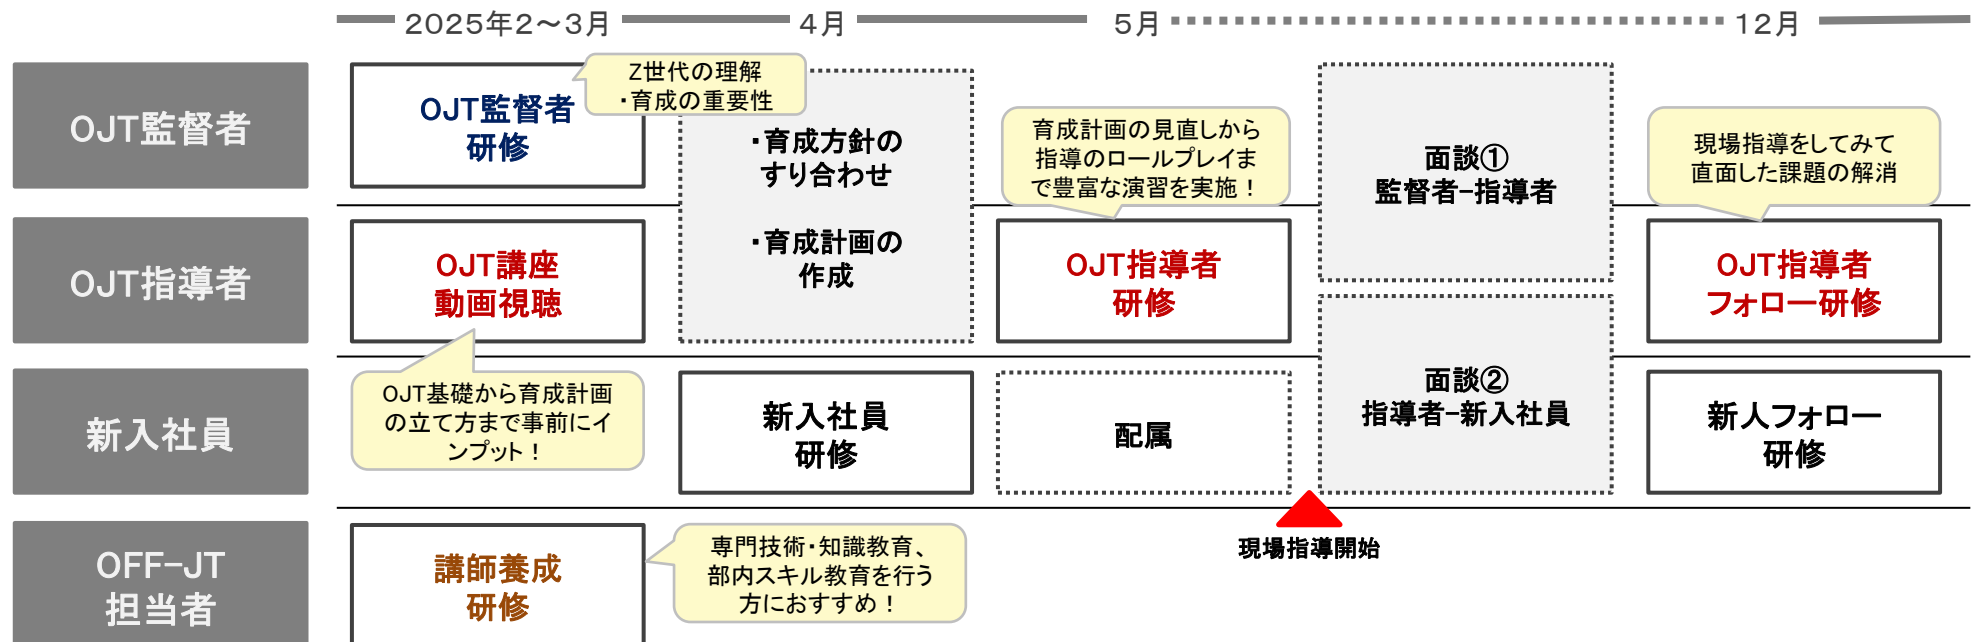 2025年2～3月
4月
5月
12月
OJT監督者
OJT監督者
研修
Z世代の理解
・育成の重要性
・育成方針の
すり合わせ
・育成計画の
作成
育成計画の見直しから
指導のロールプレイま
で豊富な演習を実施！
面談①
監督者-指導者
現場指導をしてみて
直面した課題の解消
OJT指導者
OJT講座
動画視聴
OJT指導者
研修
OJT指導者
フォロー研修
OJT基礎から育成計画
の立て方まで事前にイ
ンプット！
新入社員
新入社員
研修
配属
面談②
指導者-新入社員
新人フォロー
研修
現場指導開始
OFF-JT
担当者
講師養成
研修
専門技術・知識教育、
部内スキル教育を行う
方におすすめ！